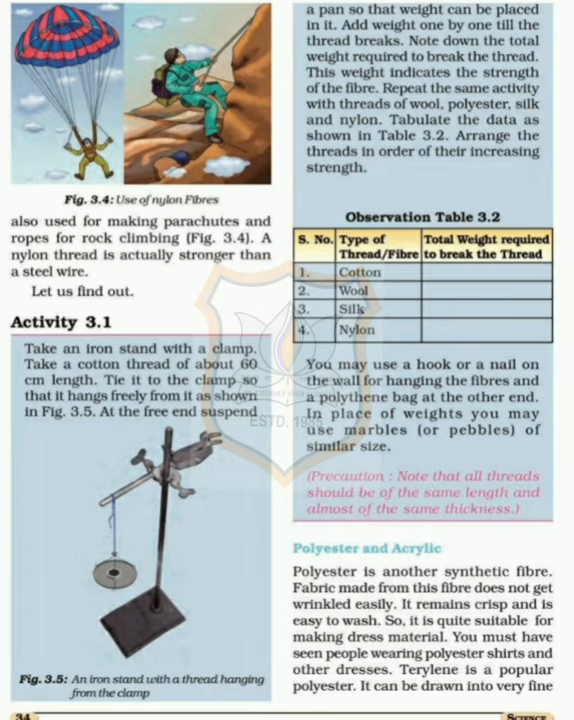 Fig. 3.4: Use of nylon Fibres
also used for making parachutes and
ropes for rock climbing (Fig. 3.4). A
nylon thread is actually stronger than
a steel wire.
Let us find out.
Activity 3.1
Take an iron stand with a clamp.
Take a cotton thread of about 60
cm length. Tie it to the clamp so
that it hangs freely from it as shown
in Fig. 3.5. At the free end suspend
Fig. 3.5: An iron stand with a thread hanging
from the clamp
a pan so that weight can be placed
in it. Add weight one by one till the
thread breaks. Note down the total
weight required to break the thread.
This weight indicates the strength
of the fibre. Repeat the same activity
with threads of wool, polyester, silk
and nylon. Tabulate the data as
shown in Table 3.2. Arrange the
threads in order of their increasing
strength.
Observation Table 3.2
S. No. Type of Total Weight required
Thread/Fibre to break the Thread
1. Cotton
2. Wool
3. Silk
4. Nylon
You may use a hook or a nail on
the wall for hanging the fibres and
a polythene bag at the other end.
In place of weights you may
use marbles (or pebbles) of
similar size.
(Precaution : Note that all threads
should be of the same length and
almost of the same thickness.)
Polyester and Acrylic
Polyester is another synthetic fibre.
Fabric made from this fibre does not get
wrinkled easily. It remains crisp and is
easy to wash. So, it is quite suitable for
making dress material. You must have
seen people wearing polyester shirts and
other dresses. Terylene is a popular
polyester. It can be drawn into very fine
ESTD. 1985
34
SCIENCE